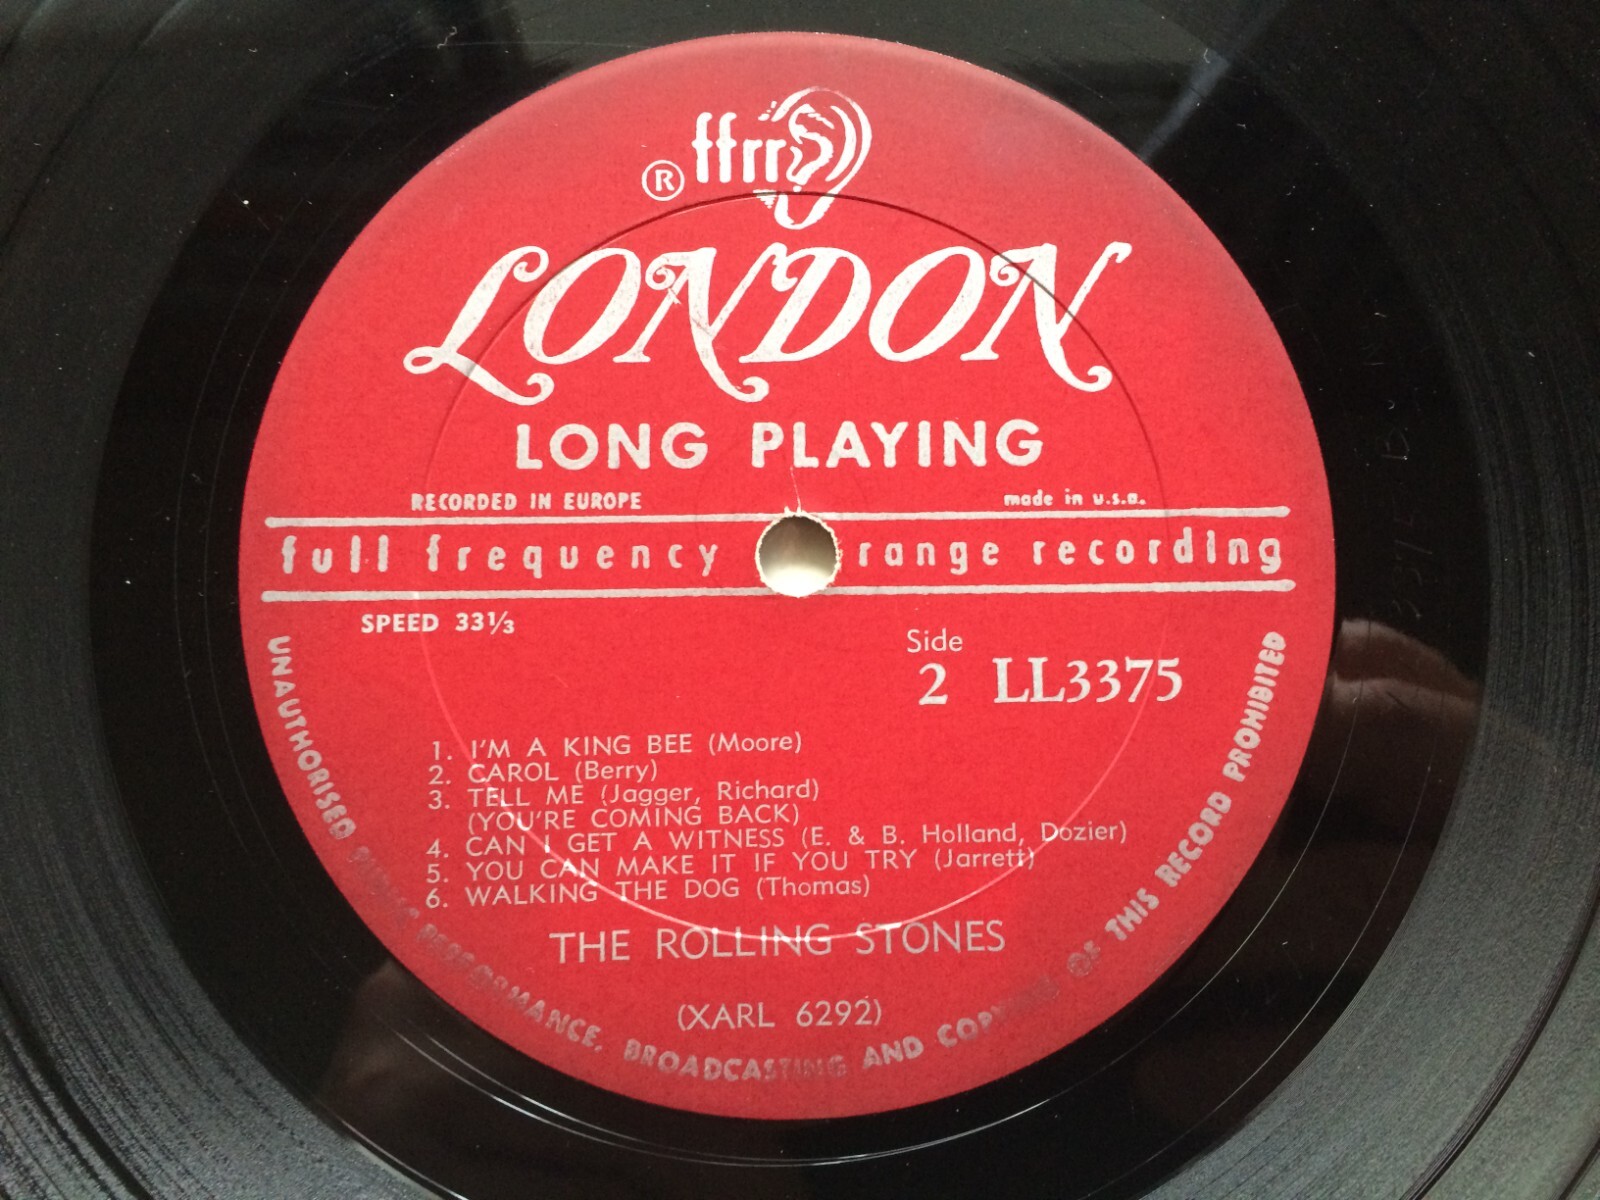 ffrr
®
LONDON
LONG PLAYING
RECORDED IN EUROPE
made in u.s.a.
full frequency range recording
SPEED 33⅓
Side
2 LL3375
1. I'M A KING BEE (Moore)
2. CAROL (Berry)
3. TELL ME (Jagger, Richard)
(YOU'RE COMING BACK)
4. CAN I GET A WITNESS (E. & B. Holland, Dozier)
5. YOU CAN MAKE IT IF YOU TRY (Jarrett)
6. WALKING THE DOG (Thomas)
THE ROLLING STONES
(XARL 6292)
UNAUTHORISED PUBLIC PERFORMANCE, BROADCASTING AND COPYING OF THIS RECORD PROHIBITED